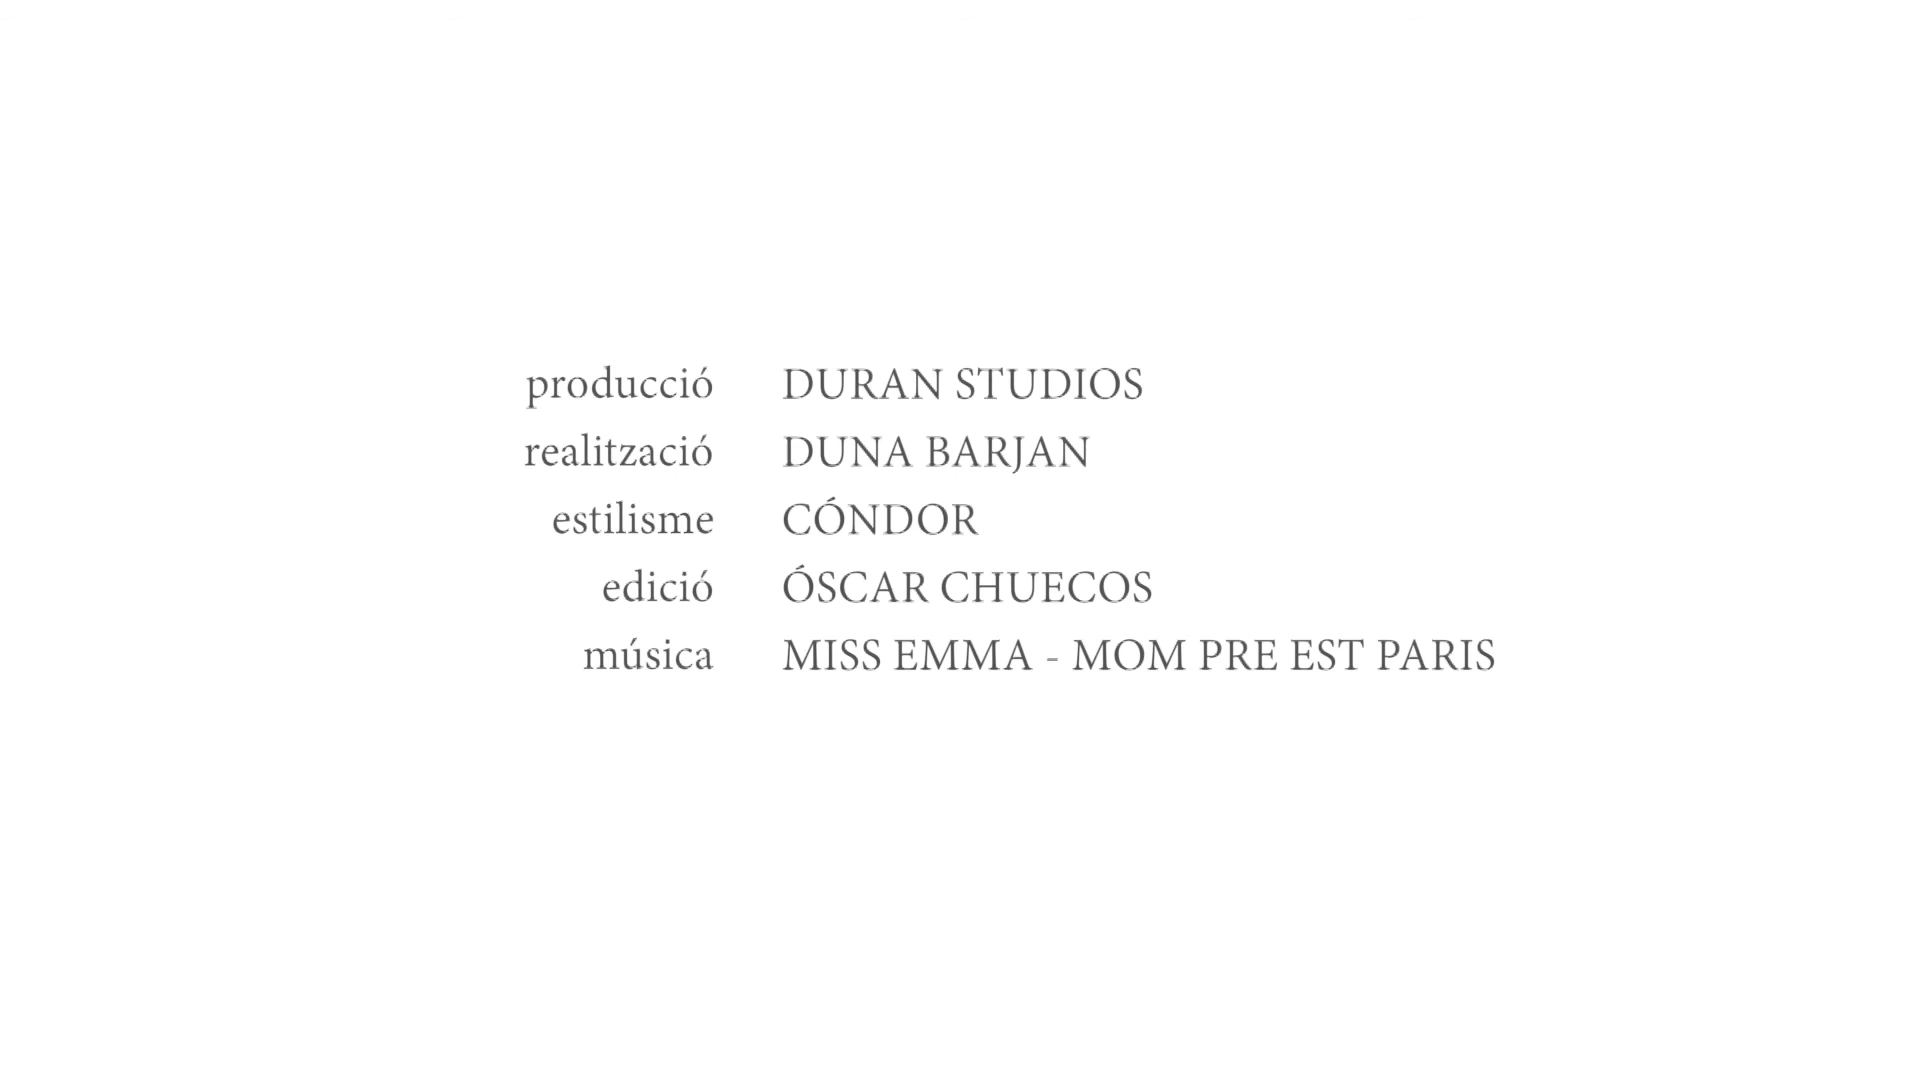 producció DURAN STUDIOS
realització DUNA BARJAN
estilisme CÓNDOR
edició ÓSCAR CHUECOS
música MISS EMMA - MOM PRE EST PARIS